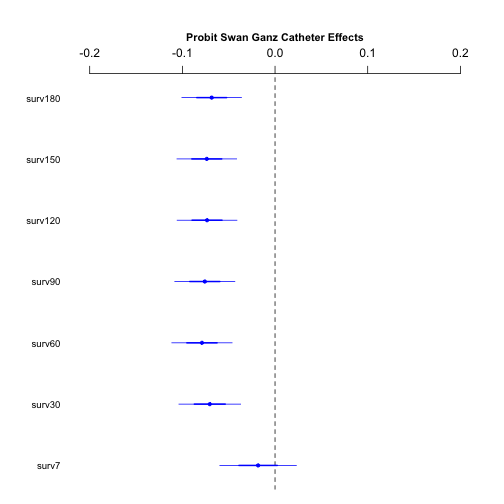 Probit Swan Ganz Catheter Effects
-0.2 -0.1 0.0 0.1 0.2
surv180
surv150
surv120
surv90
surv60
surv30
surv7